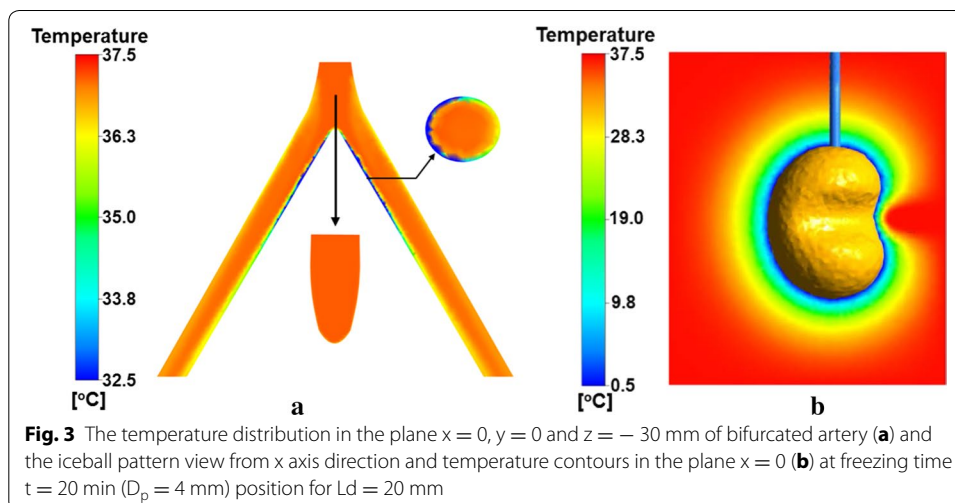 Temperature
37.5
36.3
35.0
33.8
32.5
[°C]
a
Temperature
37.5
28.3
19.0
9.8
0.5
[°C]
b
Fig. 3 The temperature distribution in the plane x = 0, y = 0 and z = − 30 mm of bifurcated artery (a) and
the iceball pattern view from x axis direction and temperature contours in the plane x = 0 (b) at freezing time
t = 20 min (Dp = 4 mm) position for Ld = 20 mm